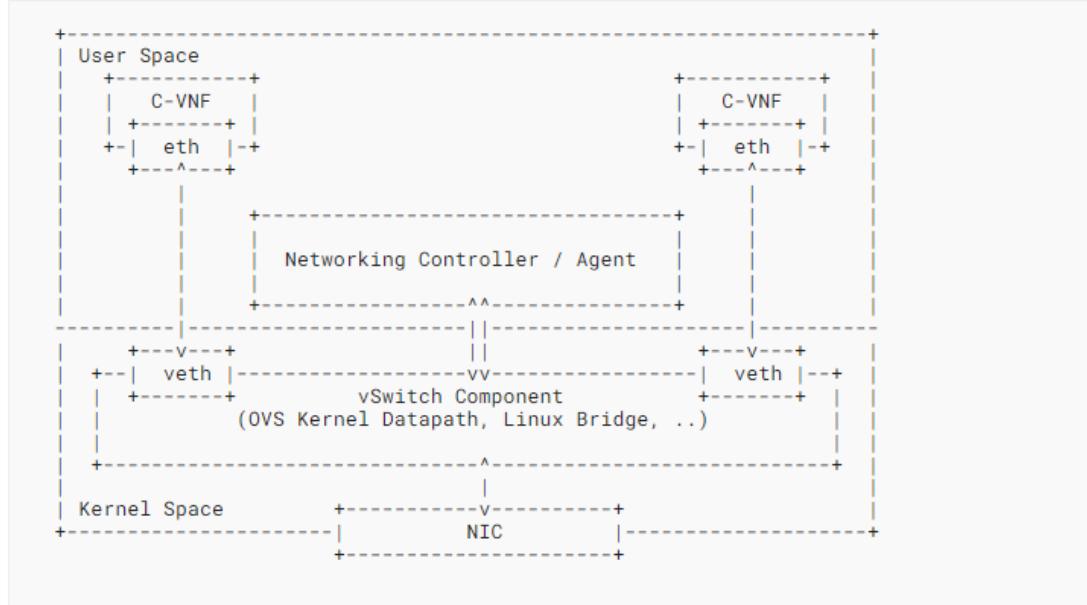 User Space
C-VNF C-VNF
eth eth
Networking Controller / Agent
veth veth
vSwitch Component
(OVS Kernel Datapath, Linux Bridge, ..)
Kernel Space
NIC